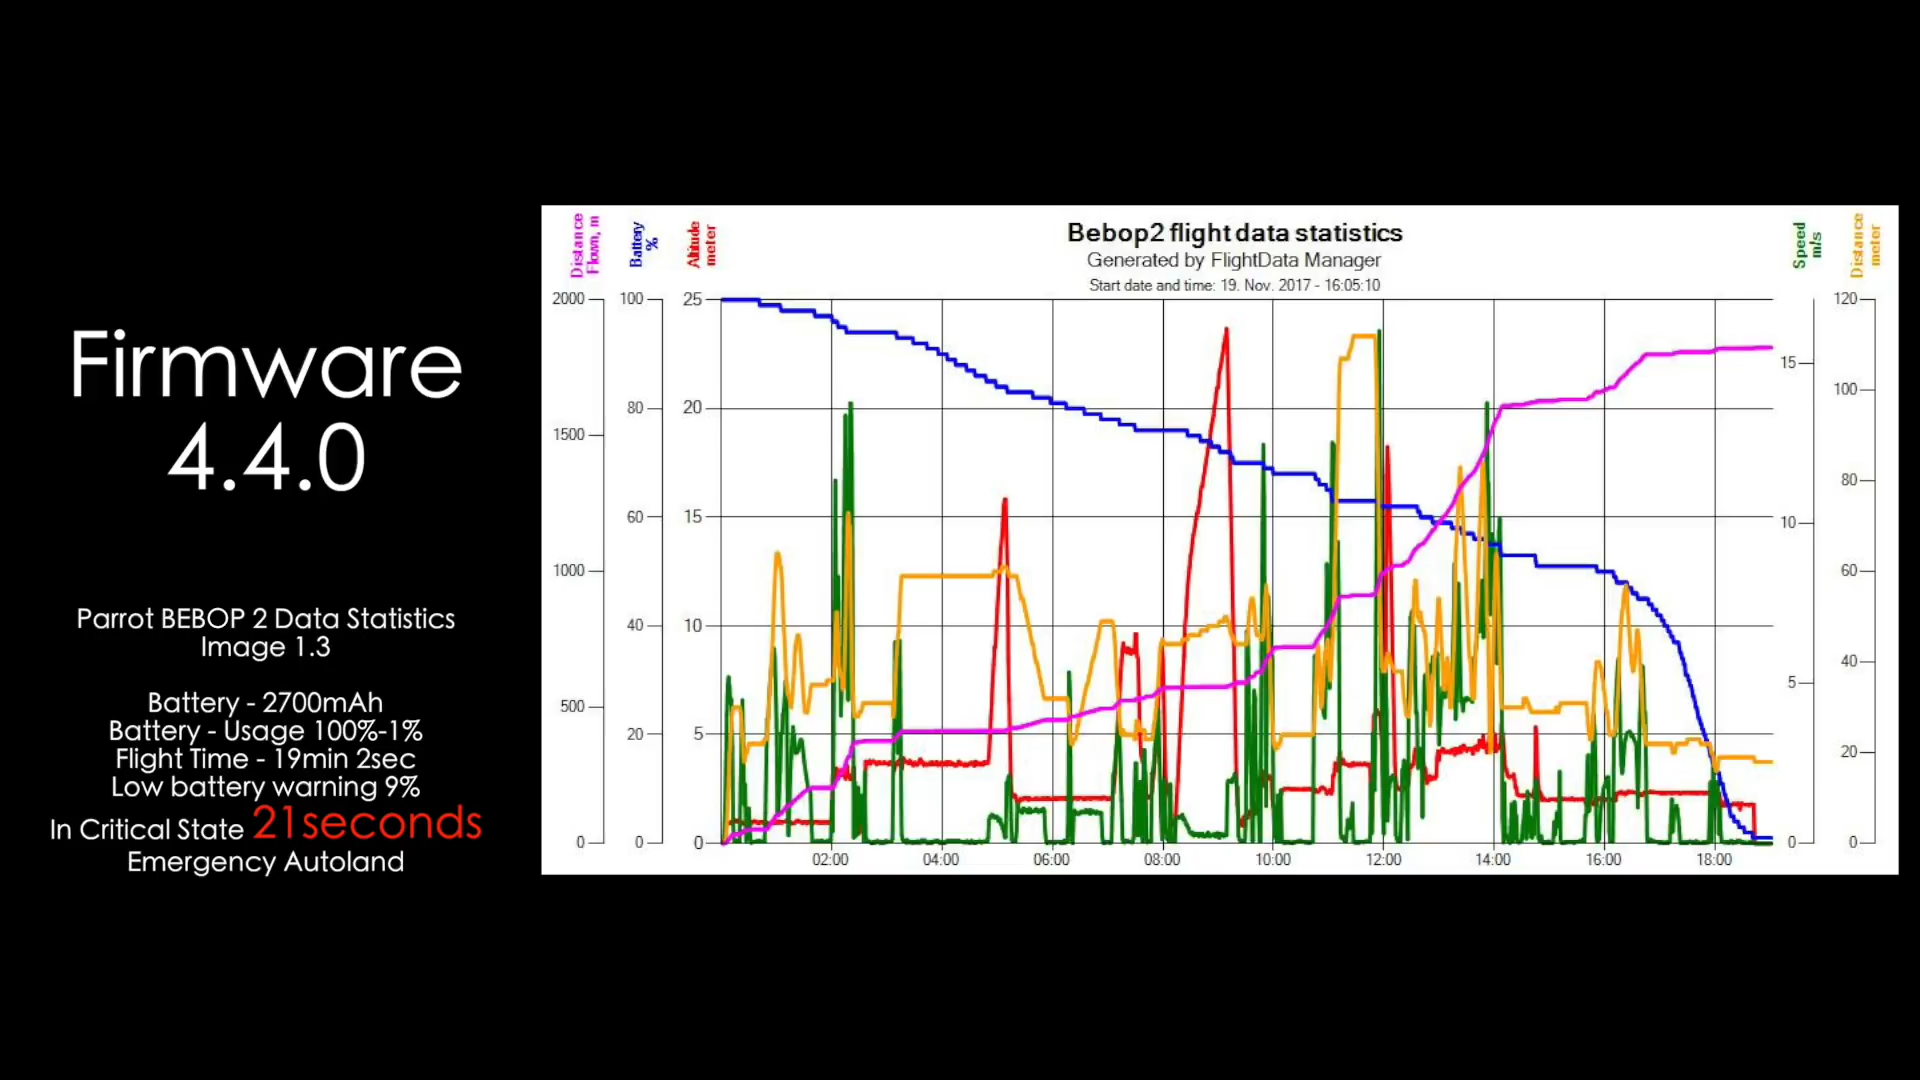 Firmware
4.4.0
Parrot BEBOP 2 Data Statistics
Image 1.3
Battery - 2700mAh
Battery - Usage 100%-1%
Flight Time - 19min 2sec
Low battery warning 9%
In Critical State 21seconds
Emergency Autoland
Bebop2 flight data statistics
Generated by FlightData Manager
Start date and time: 19. Nov. 2017 - 16:05:10
Distance
Flown, m
Battery
%
Altitude
meter
Speed
m/s
Distance
meter
2000
1500
1000
500
0
100
80
60
40
20
0
25
20
15
10
5
0
15
10
5
0
120
100
80
60
40
20
0
02:00 04:00 06:00 08:00 10:00 12:00 14:00 16:00 18:00